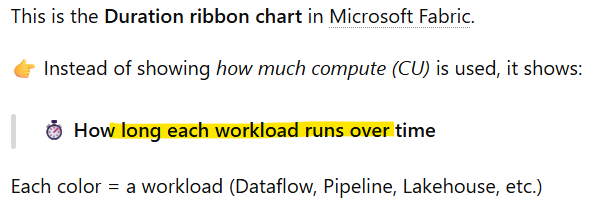 This is the Duration ribbon chart in Microsoft Fabric.
👉 Instead of showing how much compute (CU) is used, it shows:
⏱️ How long each workload runs over time
Each color = a workload (Dataflow, Pipeline, Lakehouse, etc.)